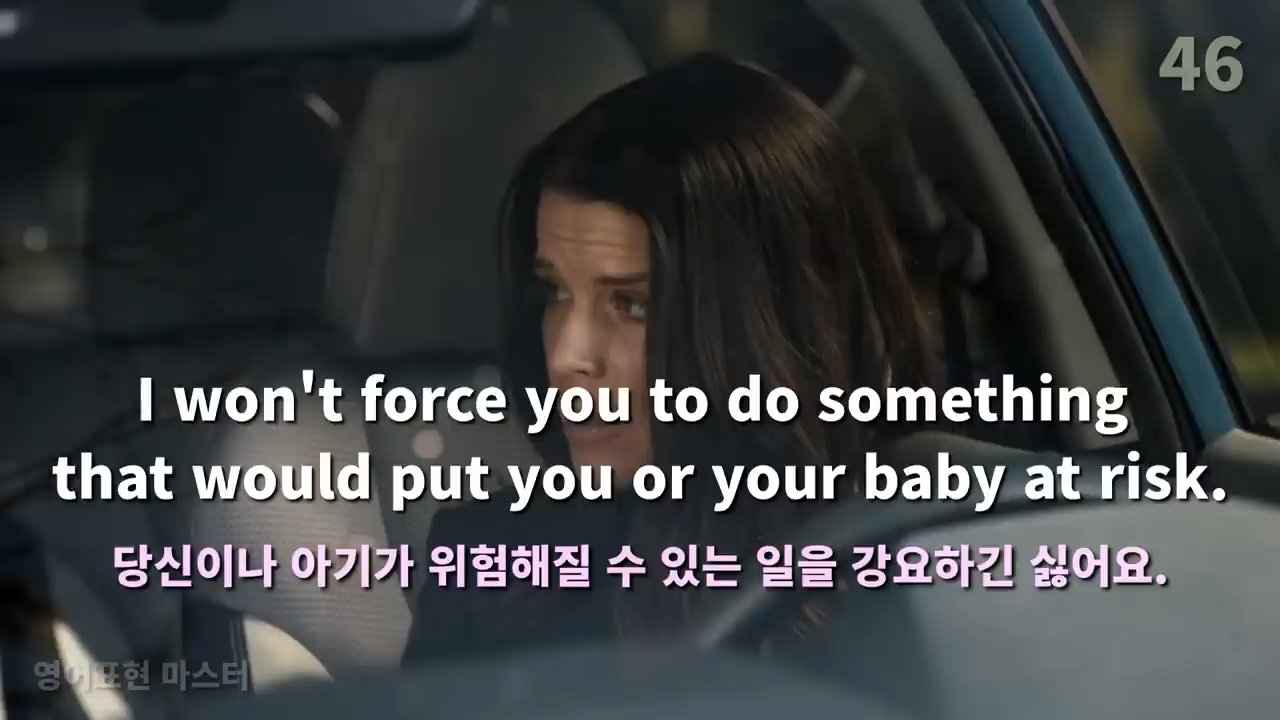 46
I won't force you to do something
that would put you or your baby at risk.
당신이나 아기가 위험해질 수 있는 일을 강요하긴 싫어요.
영어표현 마스터